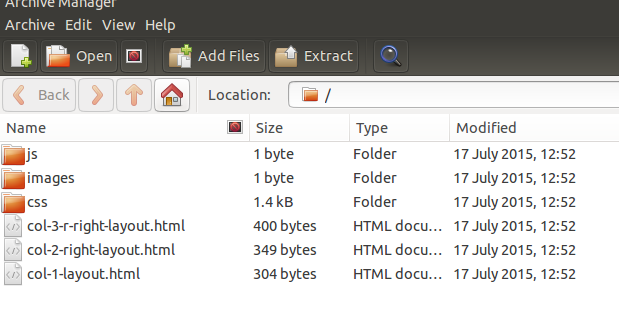 Archive Manager
Archive Edit View Help
Open Add Files Extract
Back Location: /
Name Size Type Modified
js 1 byte Folder 17 July 2015, 12:52
images 1 byte Folder 17 July 2015, 12:52
css 1.4 kB Folder 17 July 2015, 12:52
col-3-r-right-layout.html 400 bytes HTML docu... 17 July 2015, 12:52
col-2-right-layout.html 349 bytes HTML docu... 17 July 2015, 12:52
col-1-layout.html 304 bytes HTML docu... 17 July 2015, 12:52